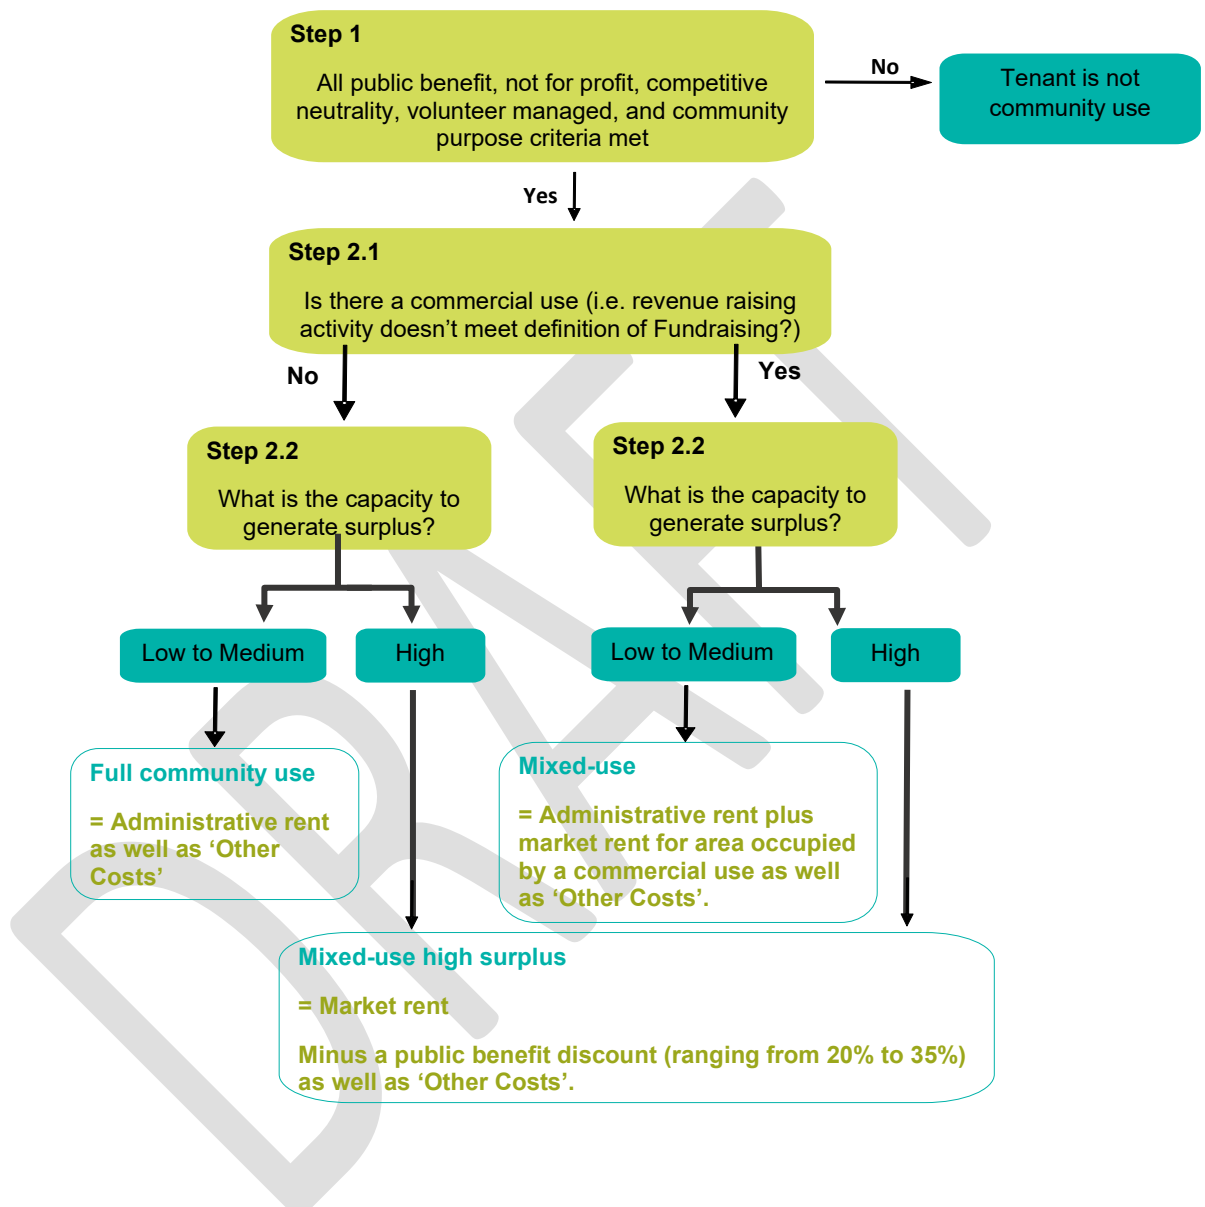 Step 1
All public benefit, not for profit, competitive
neutrality, volunteer managed, and community
purpose criteria met
No
Tenant is not
community use
Yes
Step 2.1
Is there a commercial use (i.e. revenue raising
activity doesn’t meet definition of Fundraising?)
No
Yes
Step 2.2
What is the capacity to
generate surplus?
Step 2.2
What is the capacity to
generate surplus?
Low to Medium
High
Low to Medium
High
Full community use
= Administrative rent
as well as ‘Other
Costs’
Mixed-use
= Administrative rent plus
market rent for area occupied
by a commercial use as well
as ‘Other Costs’.
Mixed-use high surplus
= Market rent
Minus a public benefit discount (ranging from 20% to 35%)
as well as ‘Other Costs’.
DRAFT